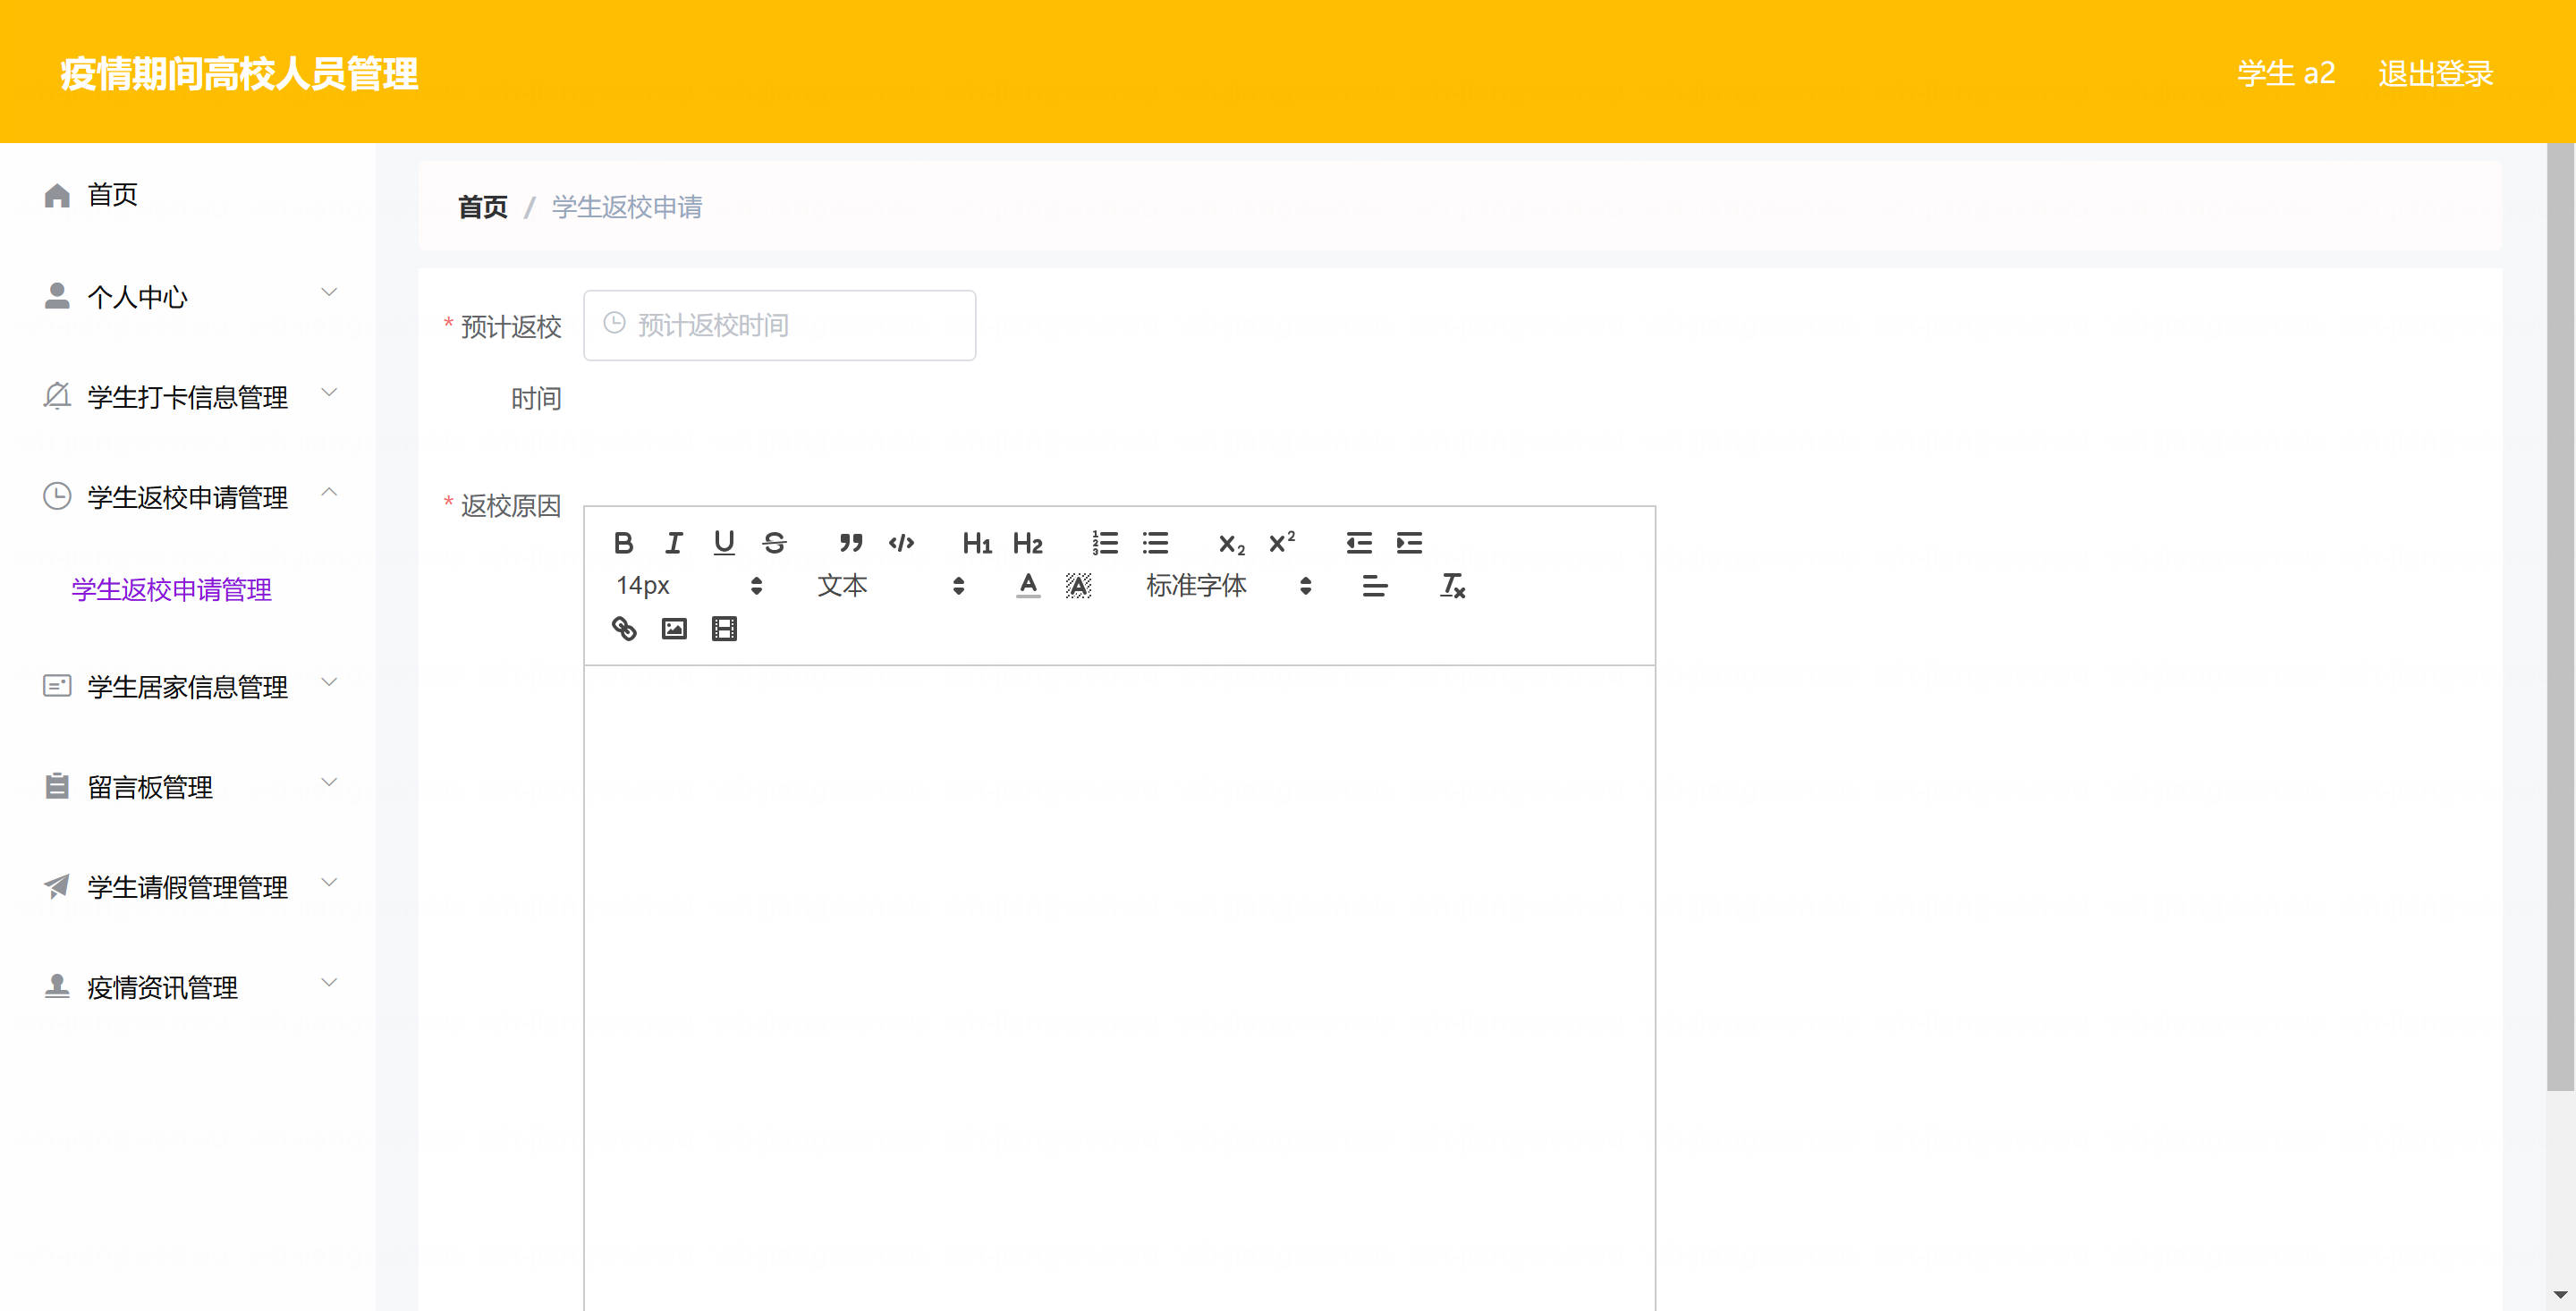 疫情期间高校人员管理
学生 a2 退出登录
首页
个人中心
学生打卡信息管理
学生返校申请管理
学生返校申请管理
学生居家信息管理
留言板管理
学生请假管理管理
疫情资讯管理
首页 / 学生返校申请
* 预计返校
时间
预计返校时间
* 返校原因
B I U S H1 H2 X2 X2
14px 文本 A A 标准字体 Tx